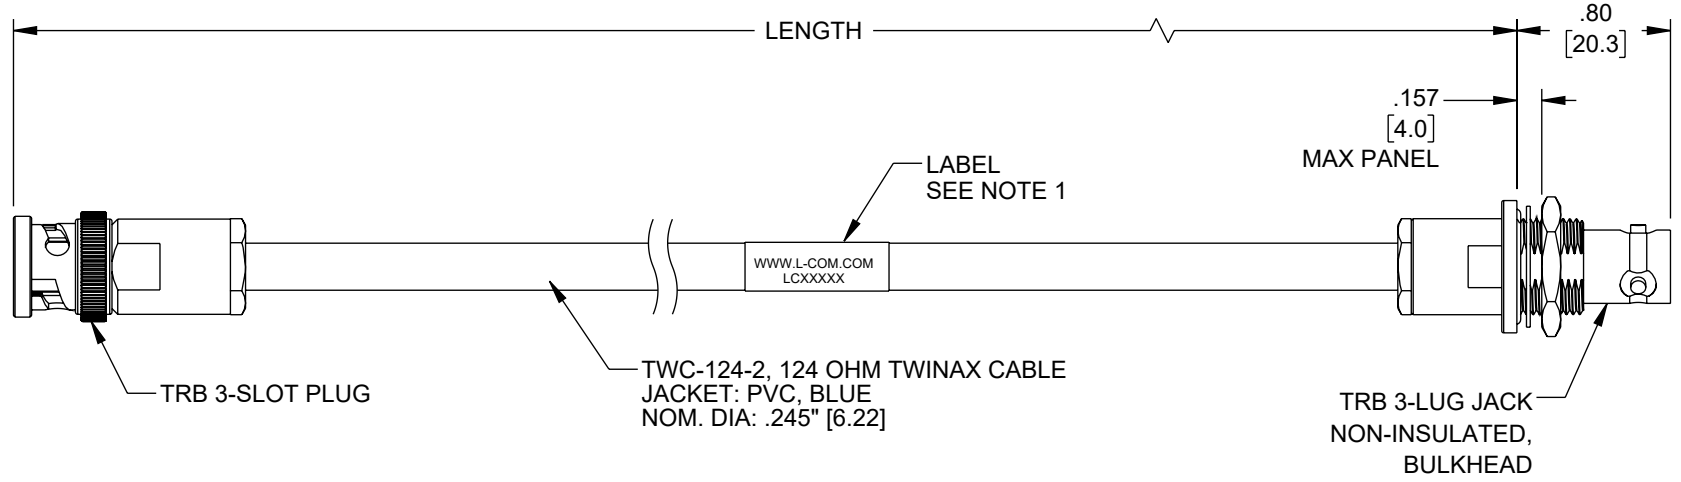 LENGTH
.80
[20.3]
.157
[4.0]
MAX PANEL
LABEL
SEE NOTE 1
WWW.L-COM.COM
LCXXXXX
TRB 3-SLOT PLUG
TWC-124-2, 124 OHM TWINAX CABLE
JACKET: PVC, BLUE
NOM. DIA: .245" [6.22]
TRB 3-LUG JACK
NON-INSULATED,
BULKHEAD